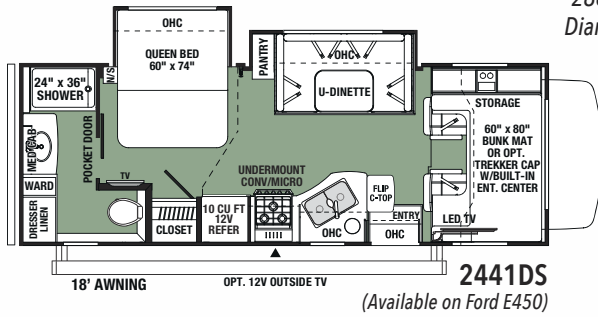 OHC
QUEEN BED
60" x 74"
N/S
PANTRY
OHC
U-DINETTE
24" x 36"
SHOWER
MED CAB
WARD
DRESSER
LINEN
POCKET DOOR
TV
CLOSET
10 CU FT
12V
REFER
UNDERMOUNT
CONV/MICRO
OHC
FLIP
C-TOP
ENTRY
OHC
STORAGE
60" x 80"
BUNK MAT
OR OPT.
TREKKER CAP
W/BUILT-IN
ENT. CENTER
LED TV
18' AWNING
OPT. 12V OUTSIDE TV
2441DS
(Available on Ford E450)
Diam